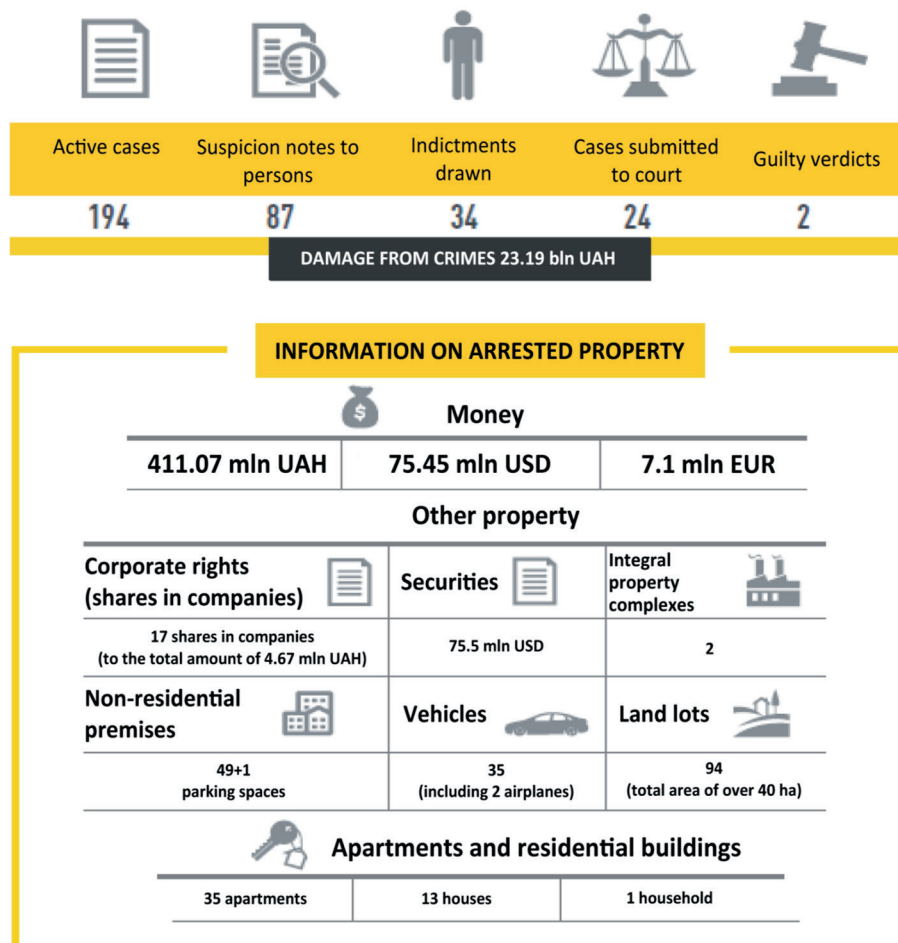 Active cases
Suspicion notes to
persons
Indictments
drawn
Cases submitted
to court
Guilty verdicts
194
87
34
24
2
DAMAGE FROM CRIMES 23.19 bln UAH
INFORMATION ON ARRESTED PROPERTY
$
Money
411.07 mln UAH
75.45 mln USD
7.1 mln EUR
Other property
Corporate rights
(shares in companies)
Securities
Integral
property
complexes
17 shares in companies
(to the total amount of 4.67 mln UAH)
75.5 mln USD
2
Non-residential
premises
Vehicles
Land lots
49+1
parking spaces
35
(including 2 airplanes)
94
(total area of over 40 ha)
Apartments and residential buildings
35 apartments
13 houses
1 household